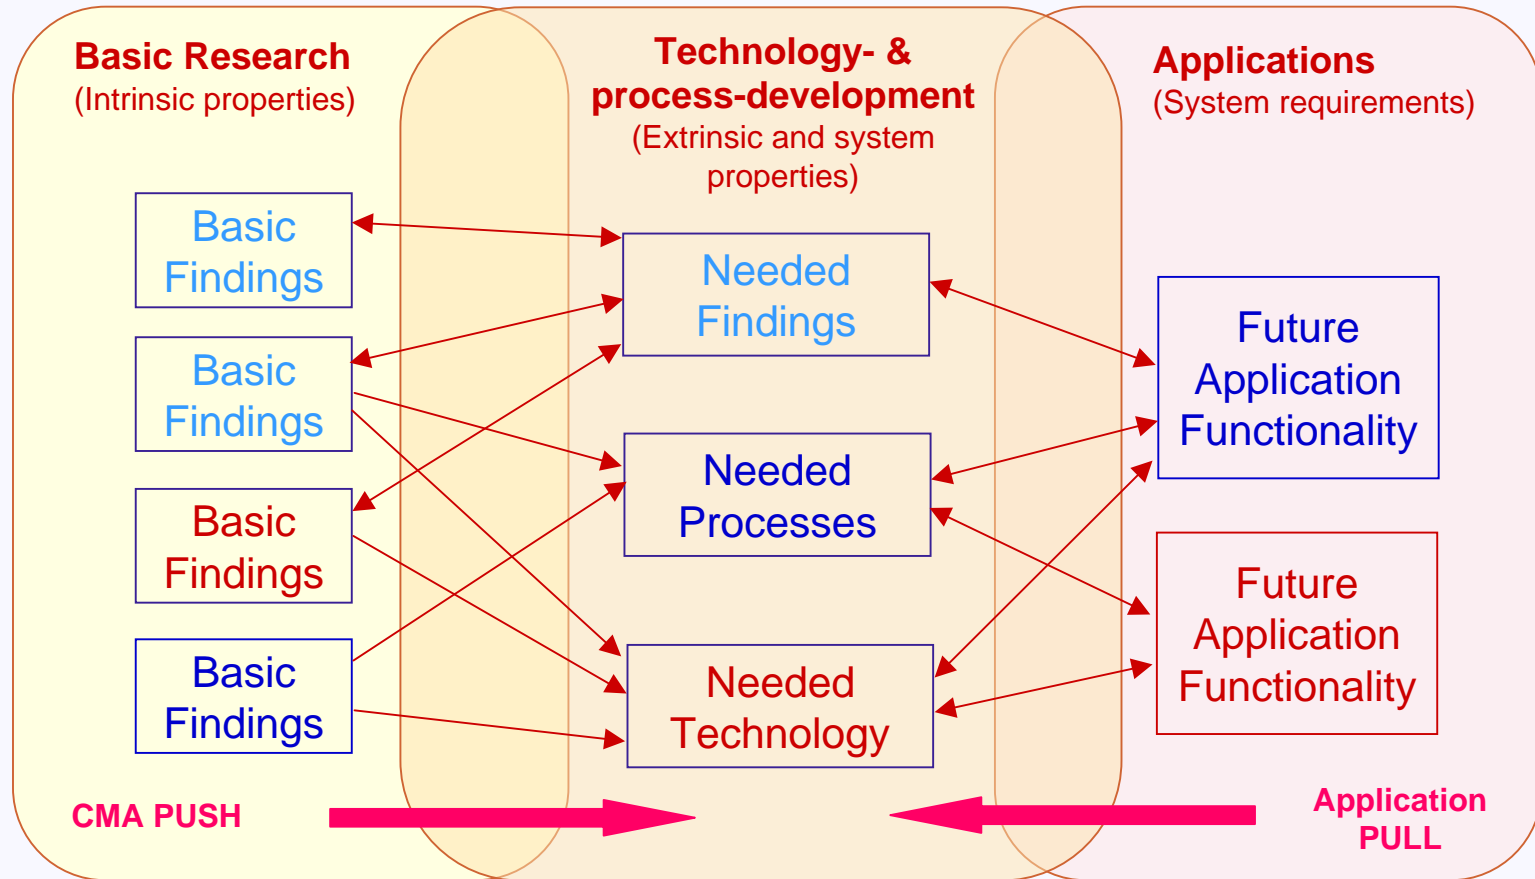 Basic Research
(Intrinsic properties)
Technology- &
process-development
(Extrinsic and system
properties)
Applications
(System requirements)
Basic
Findings
Basic
Findings
Basic
Findings
Basic
Findings
Needed
Findings
Needed
Processes
Needed
Technology
Future
Application
Functionality
Future
Application
Functionality
CMA PUSH
Application
PULL